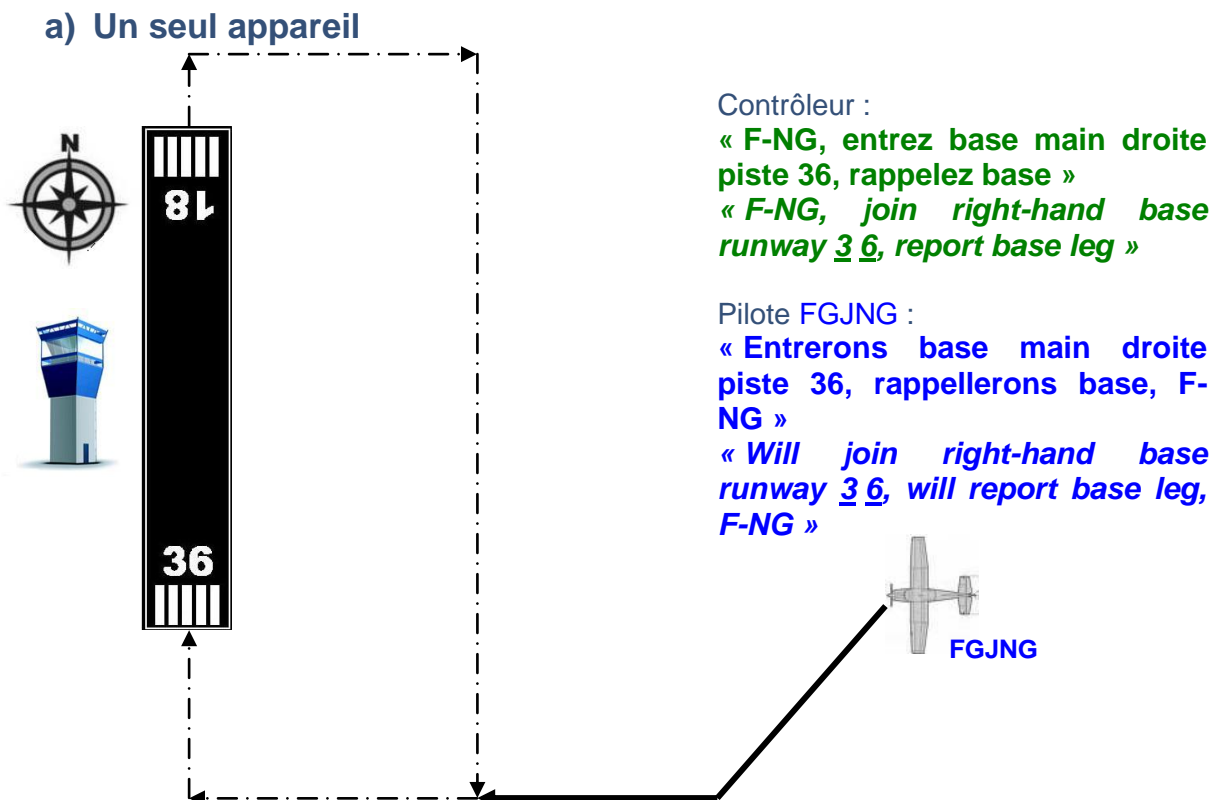 a) Un seul appareil
N
18
36
Contrôleur :
« F-NG, entrez base main droite
piste 36, rappelez base »
« F-NG, join right-hand base
runway 3 6, report base leg »
Pilote FGJNG :
« Entrerons base main droite
piste 36, rappellerons base, F-
NG »
« Will join right-hand base
runway 3 6, will report base leg,
F-NG »
FGJNG